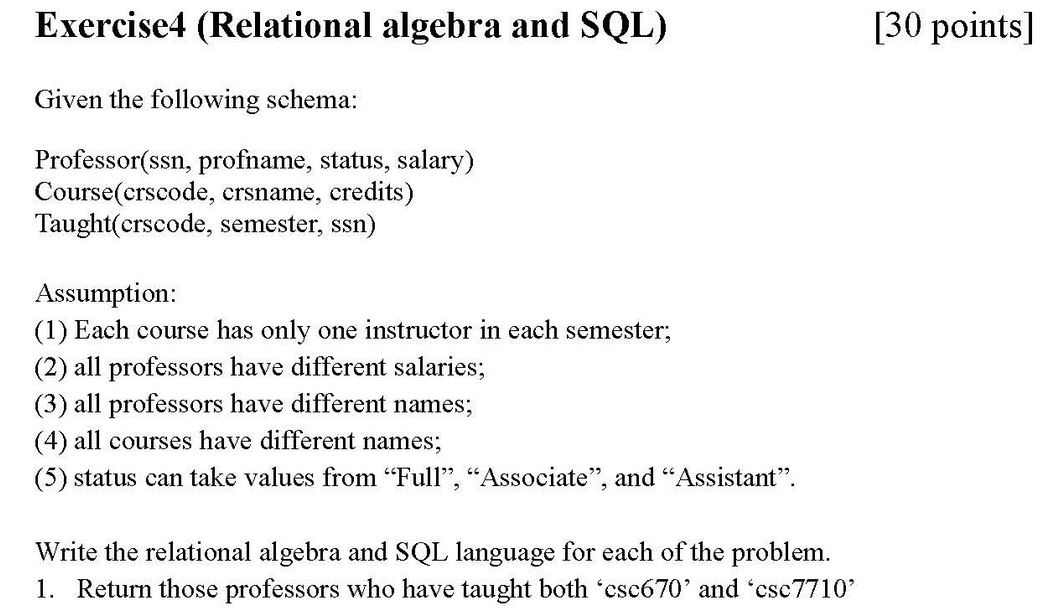 Exercise4 (Relational algebra and SQL) [30 points]
Given the following schema:
Professor(ssn, profname, status, salary)
Course(crscode, crsname, credits)
Taught(crscode, semester, ssn)
Assumption:
(1) Each course has only one instructor in each semester;
(2) all professors have different salaries;
(3) all professors have different names;
(4) all courses have different names;
(5) status can take values from “Full”, “Associate”, and “Assistant”.
Write the relational algebra and SQL language for each of the problem.
1. Return those professors who have taught both ‘csc670’ and ‘csc7710’